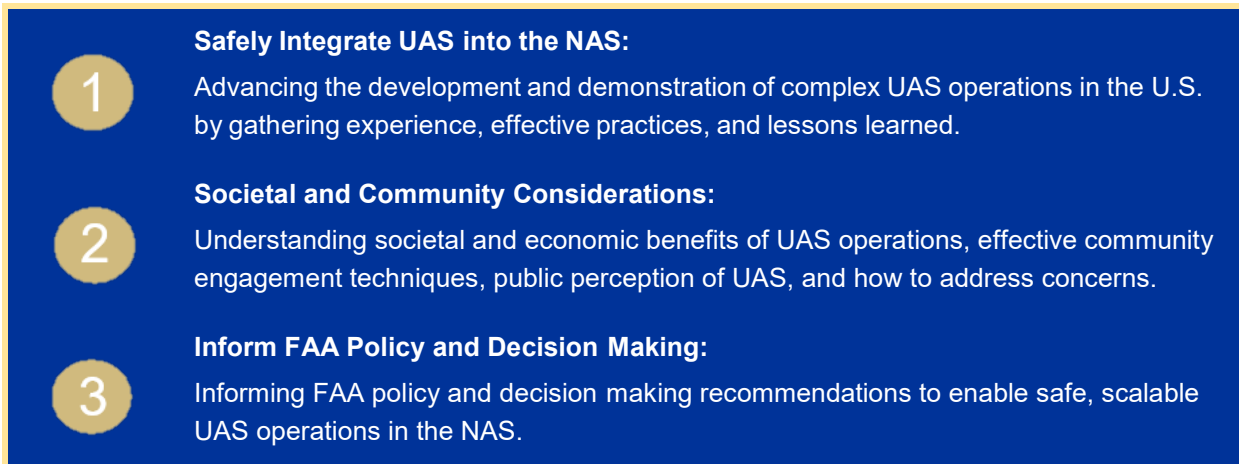 1
Safely Integrate UAS into the NAS:
Advancing the development and demonstration of complex UAS operations in the U.S.
by gathering experience, effective practices, and lessons learned.
2
Societal and Community Considerations:
Understanding societal and economic benefits of UAS operations, effective community
engagement techniques, public perception of UAS, and how to address concerns.
3
Inform FAA Policy and Decision Making:
Informing FAA policy and decision making recommendations to enable safe, scalable
UAS operations in the NAS.